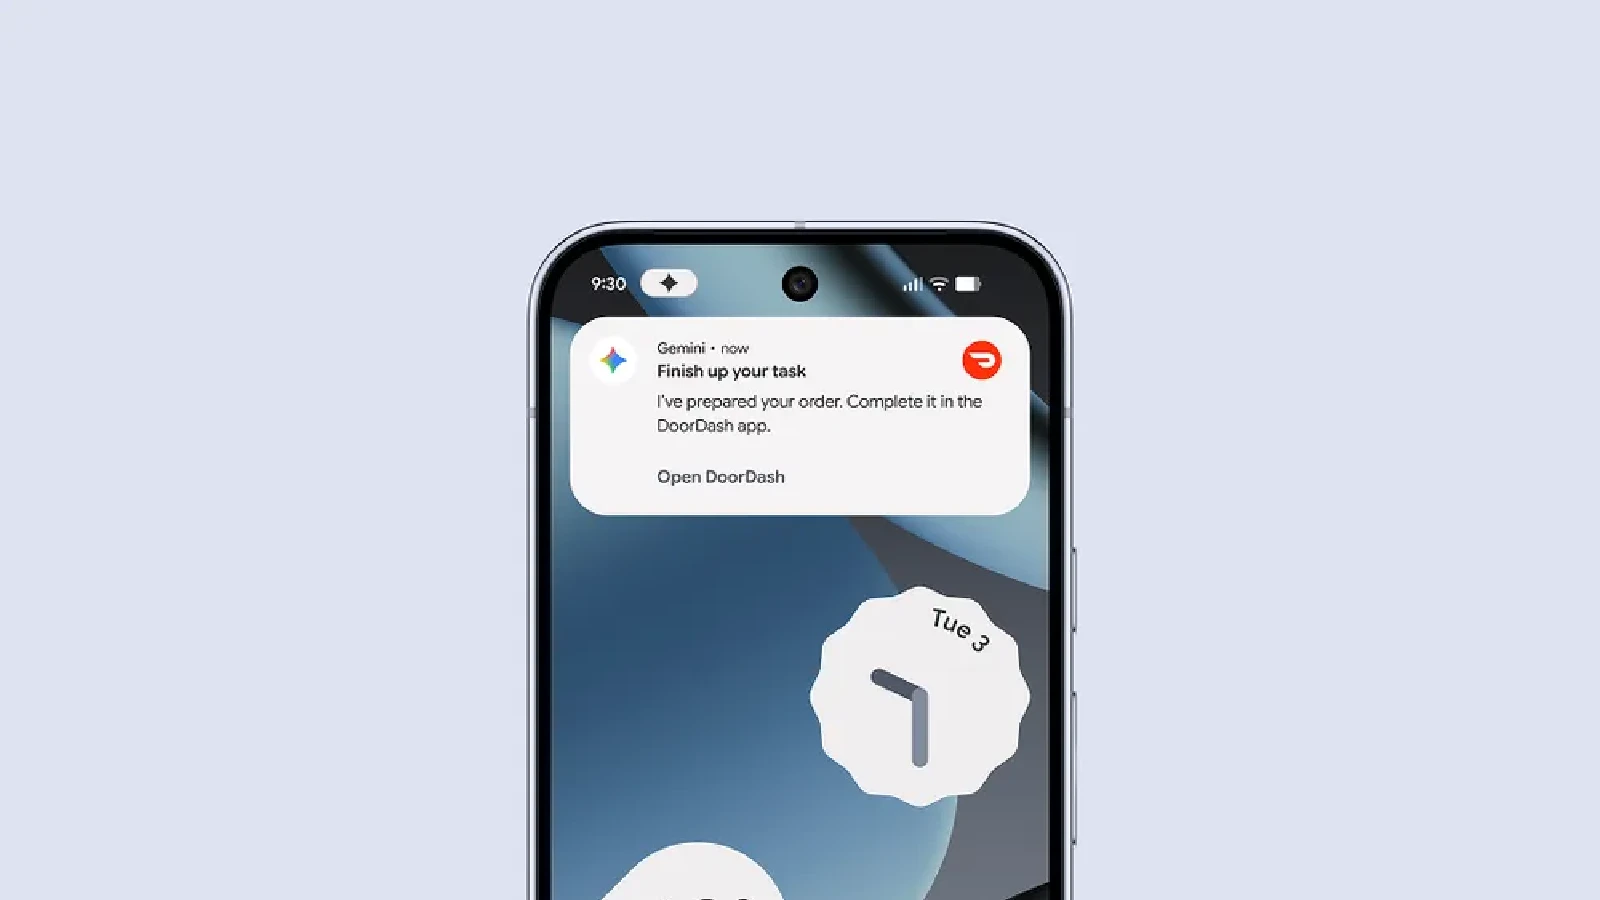 9:30
Gemini • now
Finish up your task
I've prepared your order. Complete it in the
DoorDash app.
Open DoorDash
Tue 3